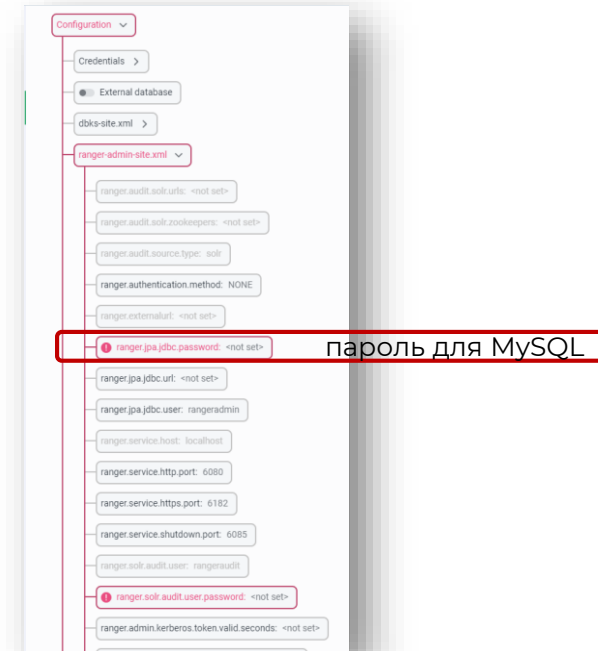 Configuration
Credentials
External database
dbks-site.xml
ranger-admin-site.xml
ranger.audit.solr.urls: <not set>
ranger.audit.solr.zookeepers: <not set>
ranger.audit.source.type: solr
ranger.authentication.method: NONE
ranger.externalurl: <not set>
ranger.jpa.jdbc.password: <not set> пароль для MySQL
ranger.jpa.jdbc.url: <not set>
ranger.jpa.jdbc.user: rangeradmin
ranger.service.host: localhost
ranger.service.http.port: 6080
ranger.service.https.port: 6182
ranger.service.shutdown.port: 6085
ranger.solr.audit.user: rangeraudit
ranger.solr.audit.user.password: <not set>
ranger.admin.kerberos.token.valid.seconds: <not set>